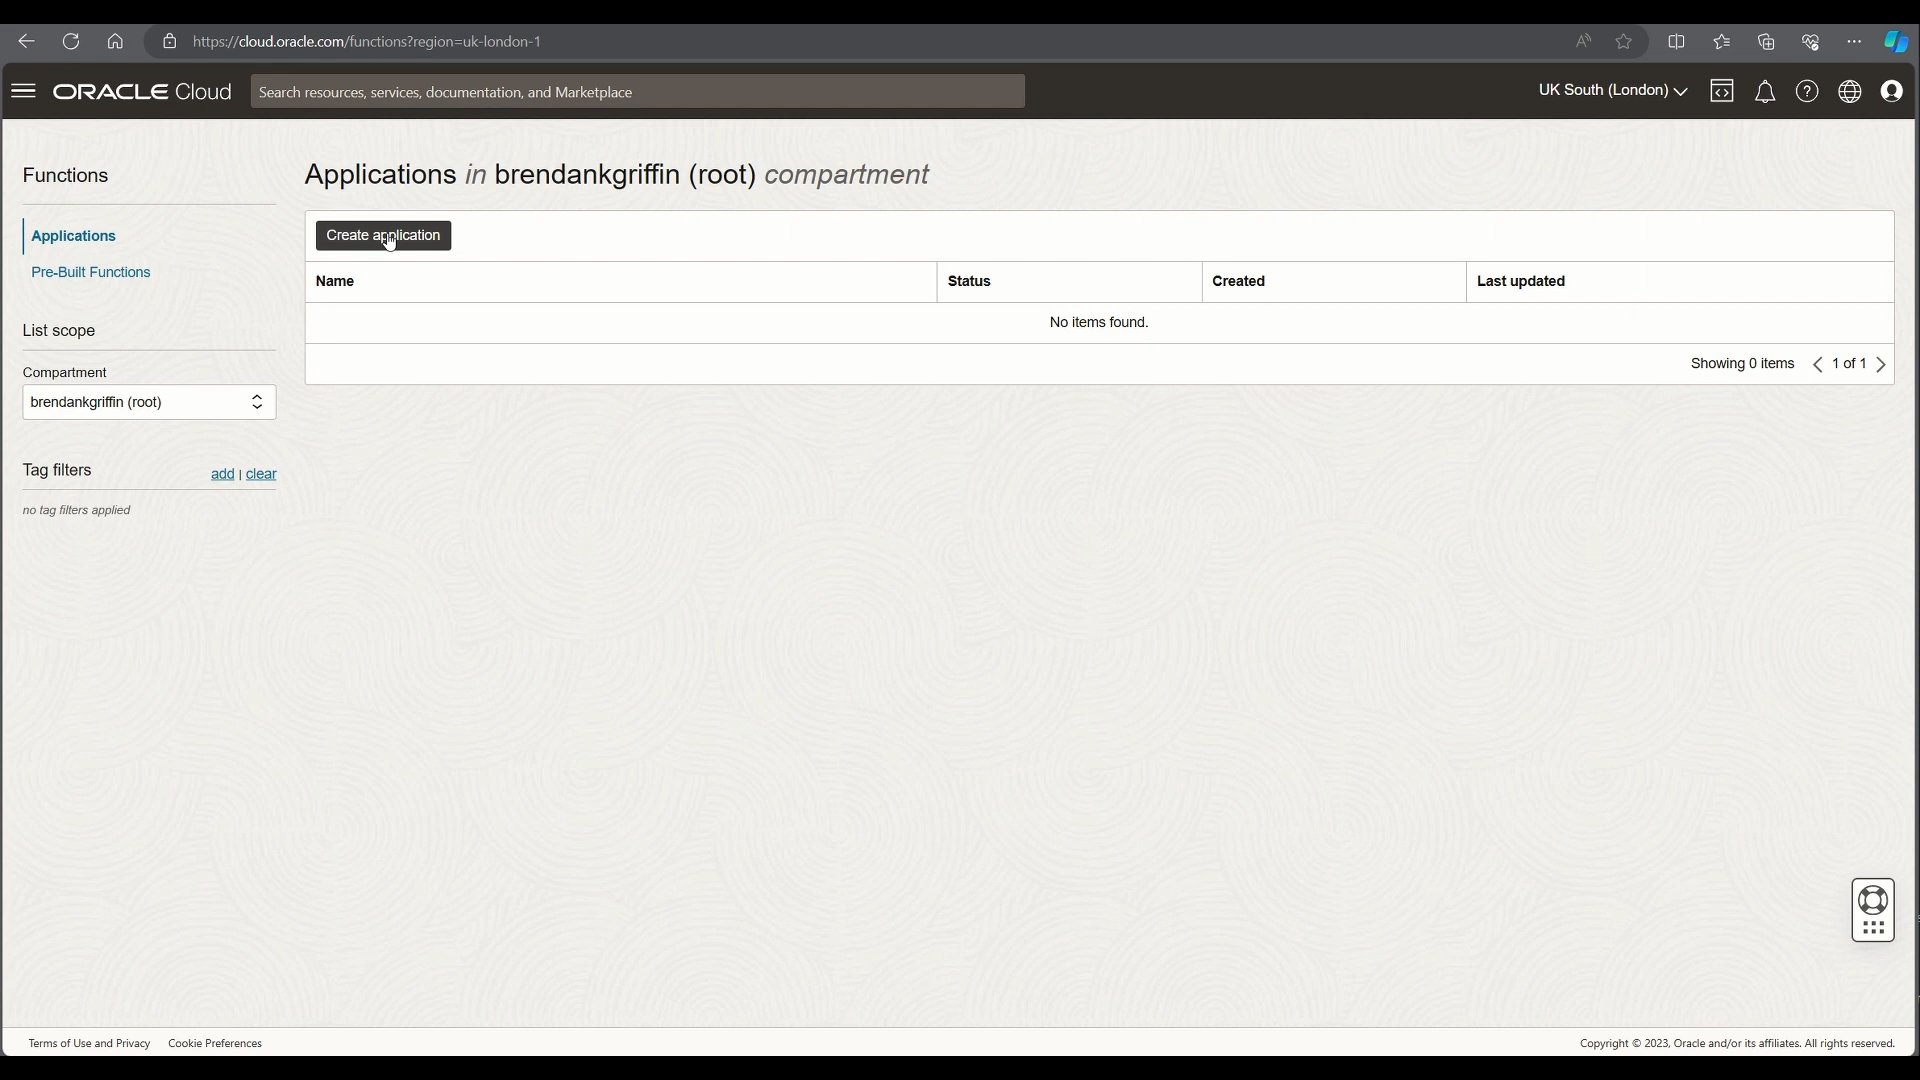 https://cloud.oracle.com/functions?region=uk-london-1
ORACLE Cloud
Search resources, services, documentation, and Marketplace
UK South (London)
Functions
Applications
Pre-Built Functions
List scope
Compartment
brendankgriffin (root)
Tag filters
add | clear
no tag filters applied
Applications in brendankgriffin (root) compartment
Create application
Name Status Created Last updated
No items found.
Showing 0 items < 1 of 1 >
Terms of Use and Privacy Cookie Preferences
Copyright © 2023, Oracle and/or its affiliates. All rights reserved.